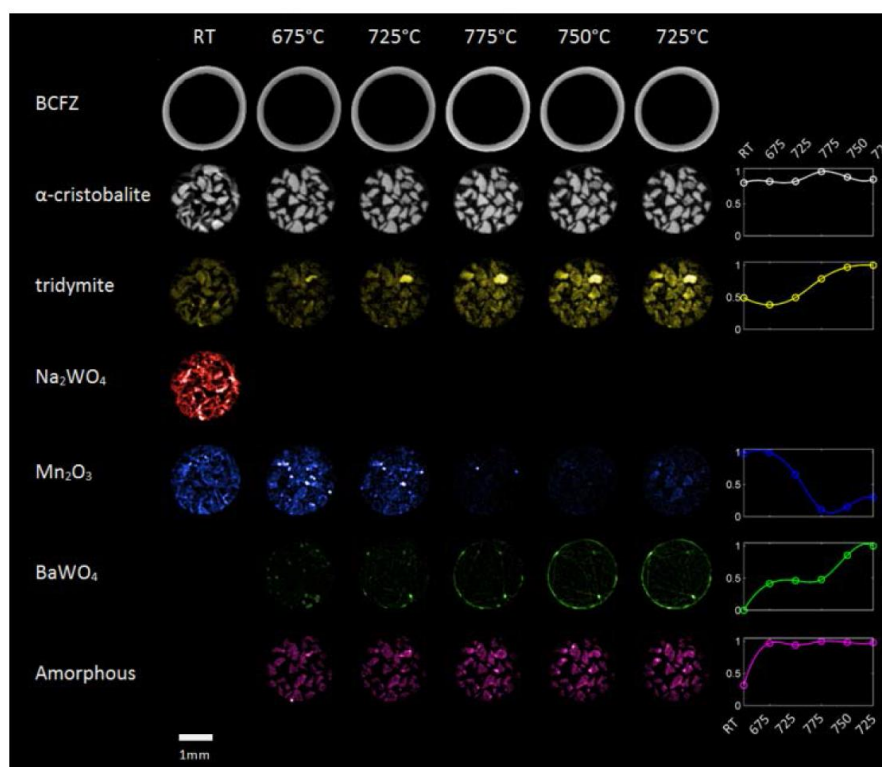 RT 675°C 725°C 775°C 750°C 725°C
BCFZ
RT 675 725 775 750
α-cristobalite
1
0.5
0
tridymite
1
0.5
0
Na₂WO₄
Mn₂O₃
1
0.5
0
BaWO₄
1
0.5
0
Amorphous
1
0.5
0
RT 675 725 775 750 725
1mm